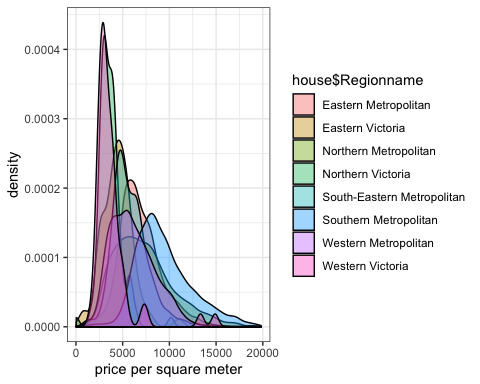 0.0004
0.0003
0.0002
0.0001
0.0000
density
0 5000 10000 15000 20000
price per square meter
house$Regionname
Eastern Metropolitan
Eastern Victoria
Northern Metropolitan
Northern Victoria
South-Eastern Metropolitan
Southern Metropolitan
Western Metropolitan
Western Victoria